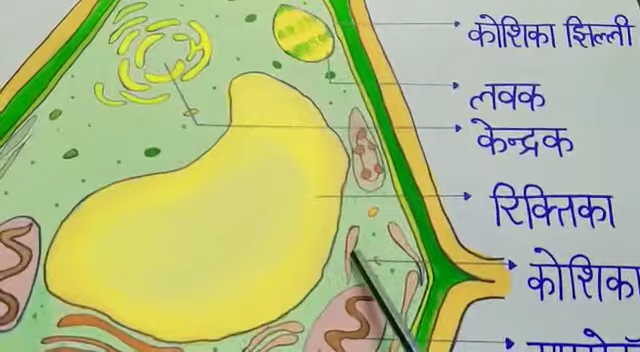 कोशिका झिल्ली
लवक
केन्द्रक
रिक्तिका
कोशिका